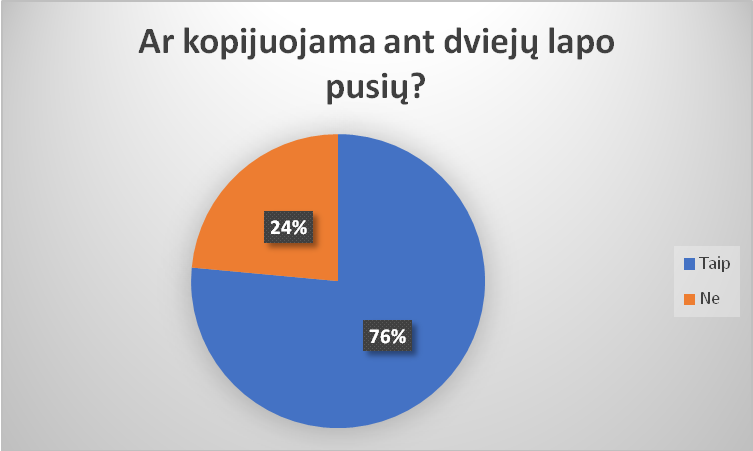 Ar kopijuojama ant dviejų lapo
pusių?
24%
76%
Taip
Ne